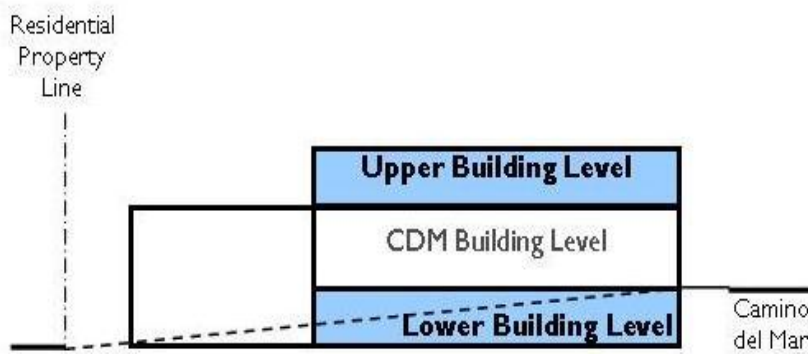 Residential
Property
Line
Upper Building Level
CDM Building Level
Lower Building Level
Camino
del Mar